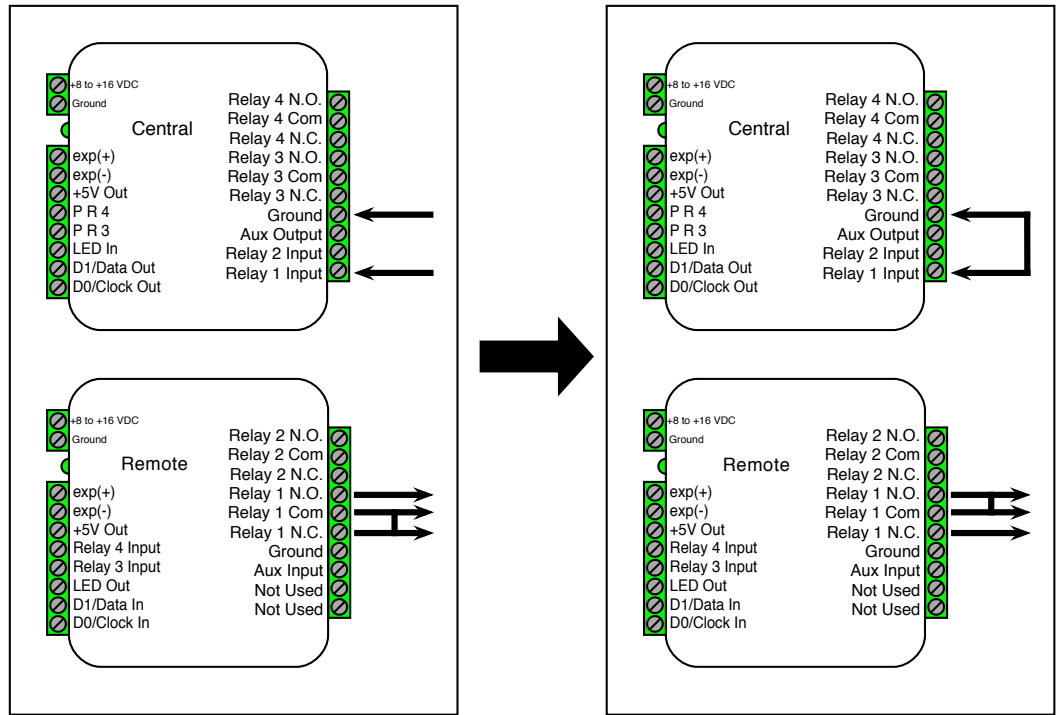 +8 to +16 VDC
Ground
Central
exp(+)
exp(-)
+5V Out
P R 4
P R 3
LED In
D1/Data Out
D0/Clock Out
Relay 4 N.O.
Relay 4 Com
Relay 4 N.C.
Relay 3 N.O.
Relay 3 Com
Relay 3 N.C.
Ground
Aux Output
Relay 2 Input
Relay 1 Input
+8 to +16 VDC
Ground
Remote
exp(+)
exp(-)
+5V Out
Relay 4 Input
Relay 3 Input
LED Out
D1/Data In
D0/Clock In
Relay 2 N.O.
Relay 2 Com
Relay 2 N.C.
Relay 1 N.O.
Relay 1 Com
Relay 1 N.C.
Ground
Aux Input
Not Used
Not Used
+8 to +16 VDC
Ground
Central
exp(+)
exp(-)
+5V Out
P R 4
P R 3
LED In
D1/Data Out
D0/Clock Out
Relay 4 N.O.
Relay 4 Com
Relay 4 N.C.
Relay 3 N.O.
Relay 3 Com
Relay 3 N.C.
Ground
Aux Output
Relay 2 Input
Relay 1 Input
+8 to +16 VDC
Ground
Remote
exp(+)
exp(-)
+5V Out
Relay 4 Input
Relay 3 Input
LED Out
D1/Data In
D0/Clock In
Relay 2 N.O.
Relay 2 Com
Relay 2 N.C.
Relay 1 N.O.
Relay 1 Com
Relay 1 N.C.
Ground
Aux Input
Not Used
Not Used